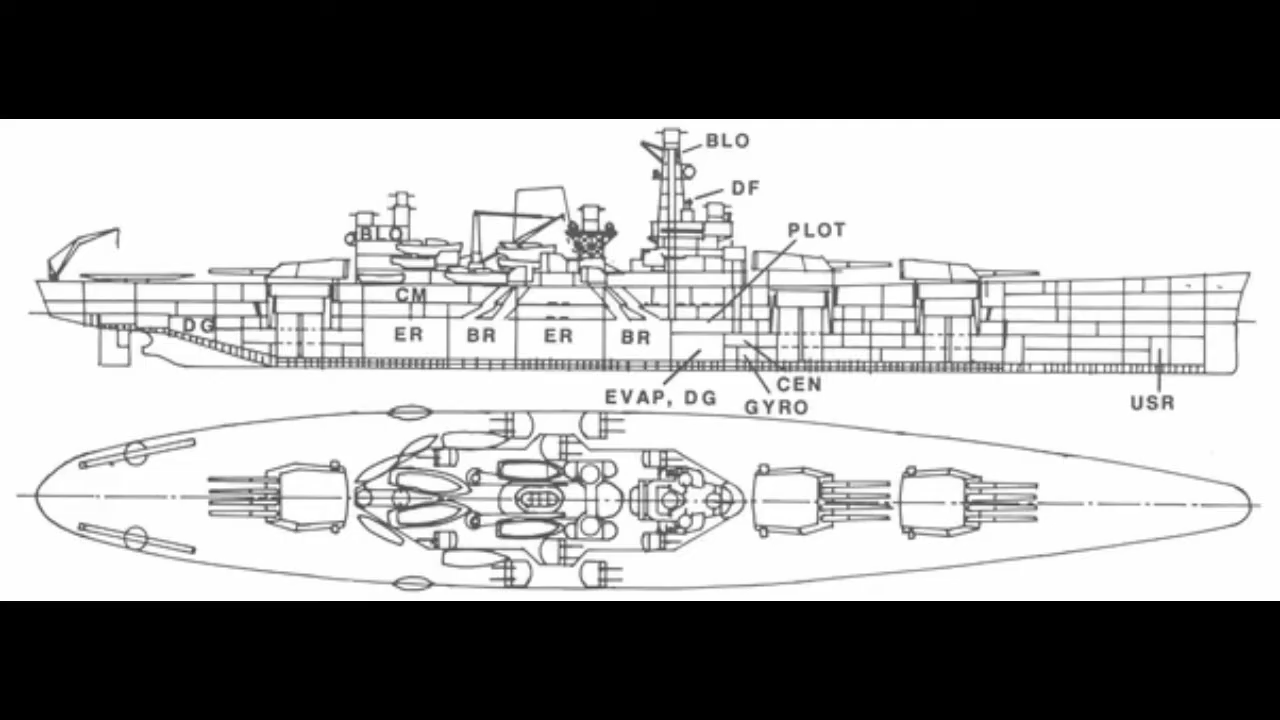 BLO
DF
PLOT
BLO
CM
DG
ER
BR
ER
BR
CEN
EVAP, DG
GYRO
USR